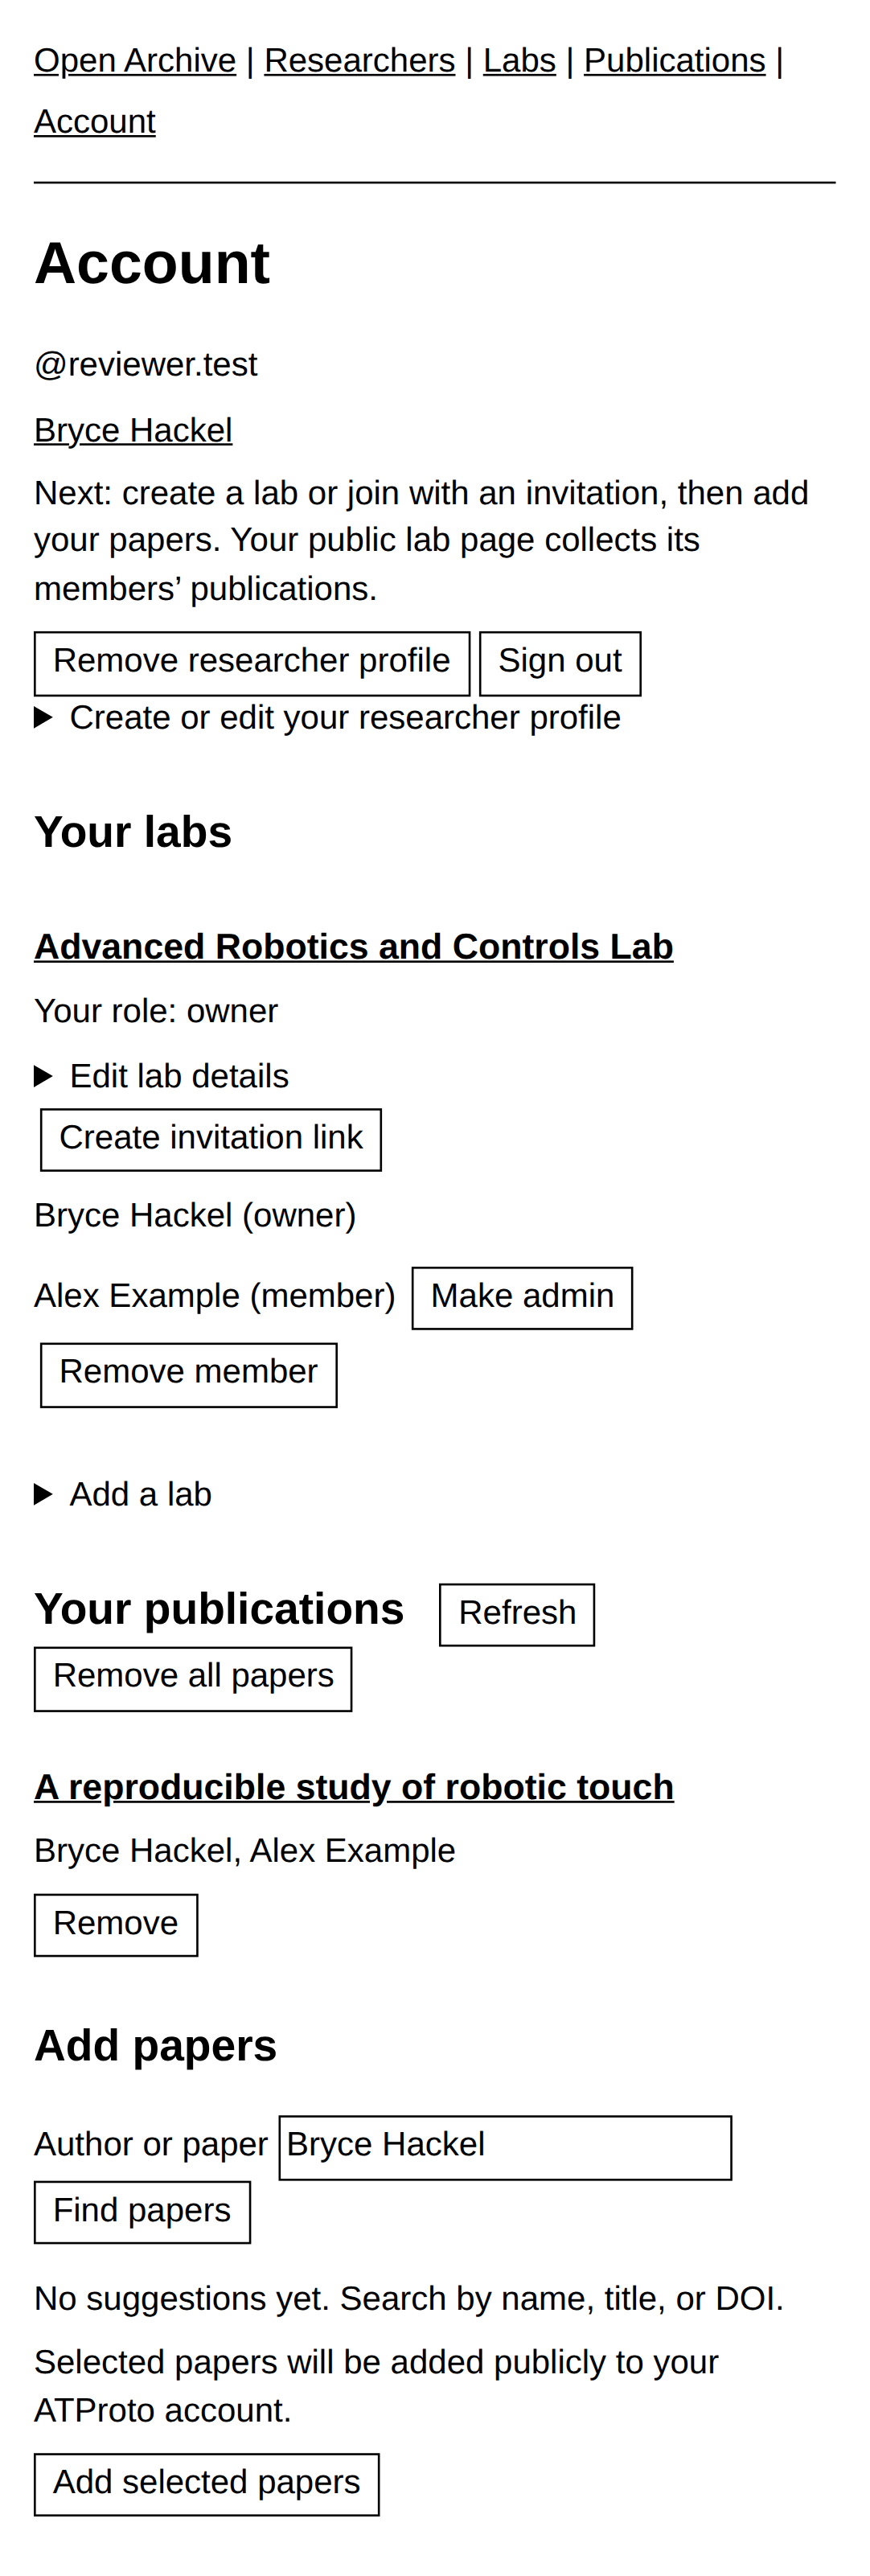 Open Archive | Researchers | Labs | Publications |
Account
Account
@reviewer.test
Bryce Hackel
Next: create a lab or join with an invitation, then add
your papers. Your public lab page collects its
members’ publications.
Remove researcher profile Sign out
Create or edit your researcher profile
Your labs
Advanced Robotics and Controls Lab
Your role: owner
Edit lab details
Create invitation link
Bryce Hackel (owner)
Alex Example (member) Make admin
Remove member
Add a lab
Your publications Refresh
Remove all papers
A reproducible study of robotic touch
Bryce Hackel, Alex Example
Remove
Add papers
Author or paper Bryce Hackel
Find papers
No suggestions yet. Search by name, title, or DOI.
Selected papers will be added publicly to your
ATProto account.
Add selected papers